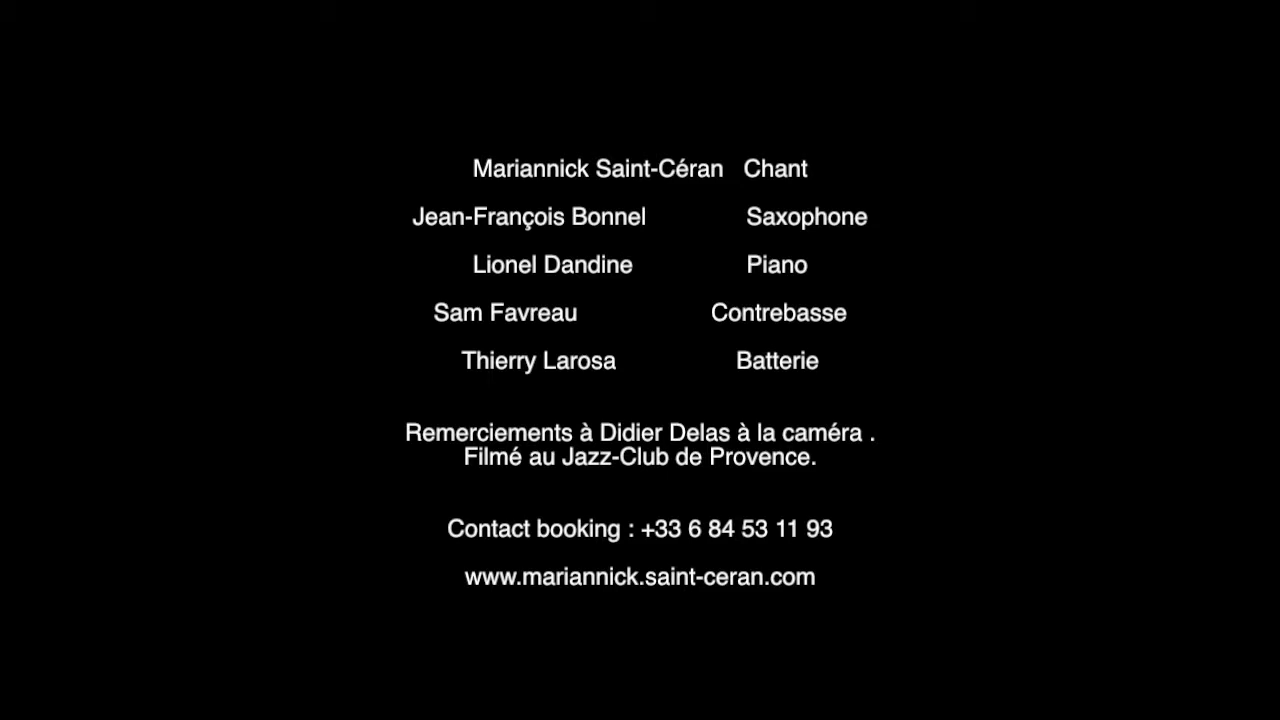 Mariannick Saint-Céran Chant
Jean-François Bonnel Saxophone
Lionel Dandine Piano
Sam Favreau Contrebasse
Thierry Larosa Batterie
Remerciements à Didier Delas à la caméra .
Filmé au Jazz-Club de Provence.
Contact booking : +33 6 84 53 11 93
www.mariannick.saint-ceran.com